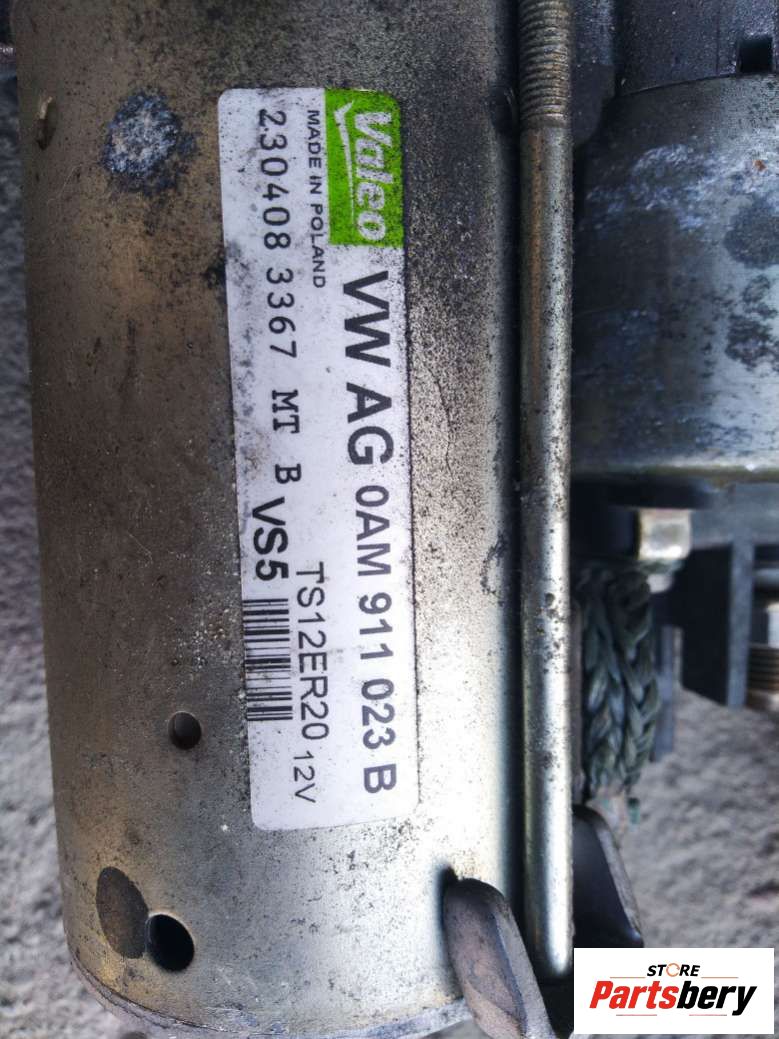 Valeo
MADE IN POLAND
VW AG 0AM 911 023 B
TS12ER20 12V
230408 3367 MT B VS5
STORE
Partsbery